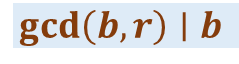 gcd(b, r) | b